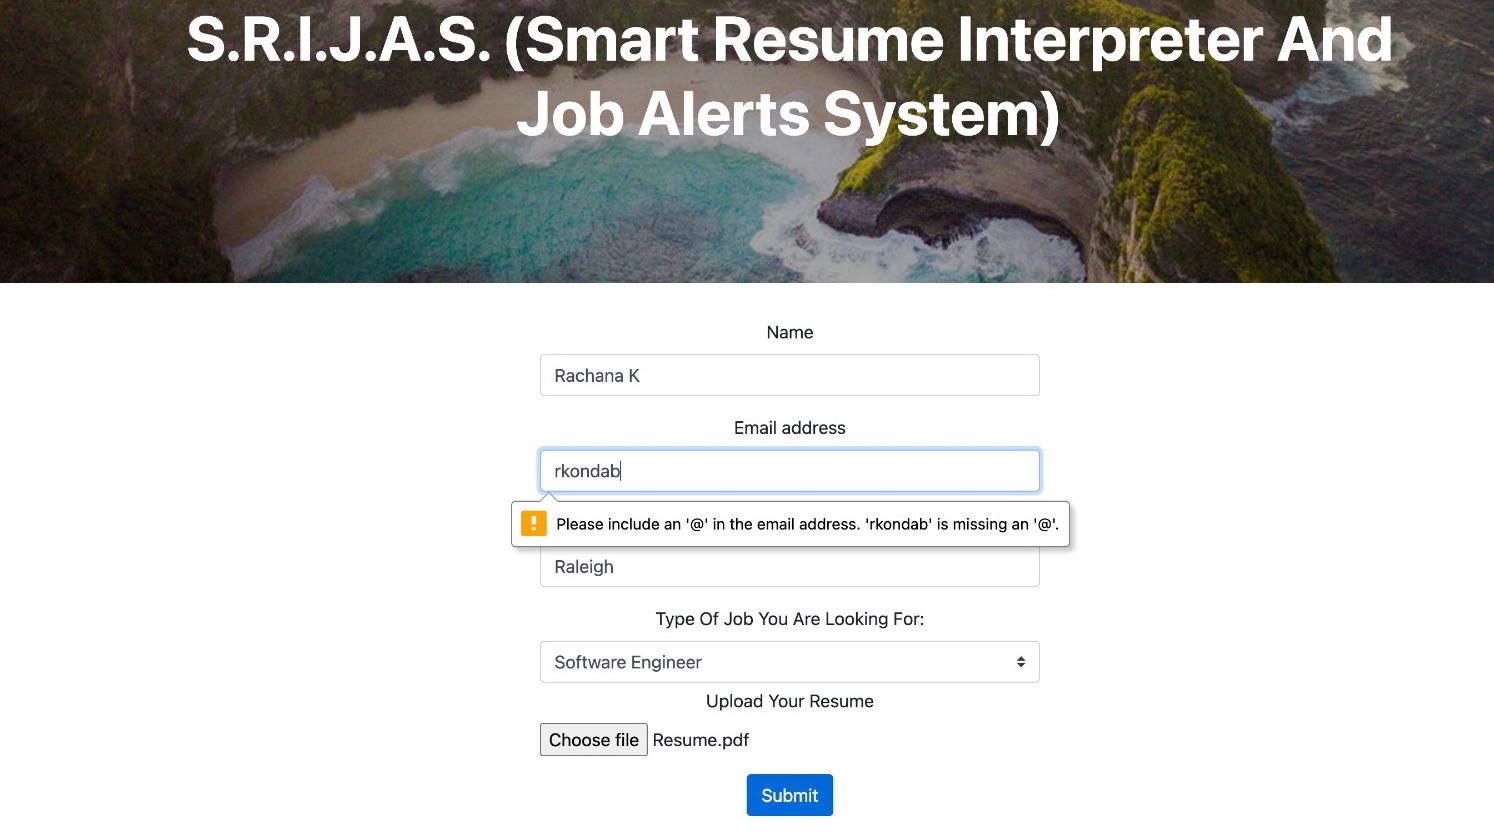 S.R.I.J.A.S. (Smart Resume Interpreter And
Job Alerts System)
Name
Rachana K
Email address
rkondab
Please include an '@' in the email address. 'rkondab' is missing an '@'.
Raleigh
Type Of Job You Are Looking For:
Software Engineer
Upload Your Resume
Choose file Resume.pdf
Submit